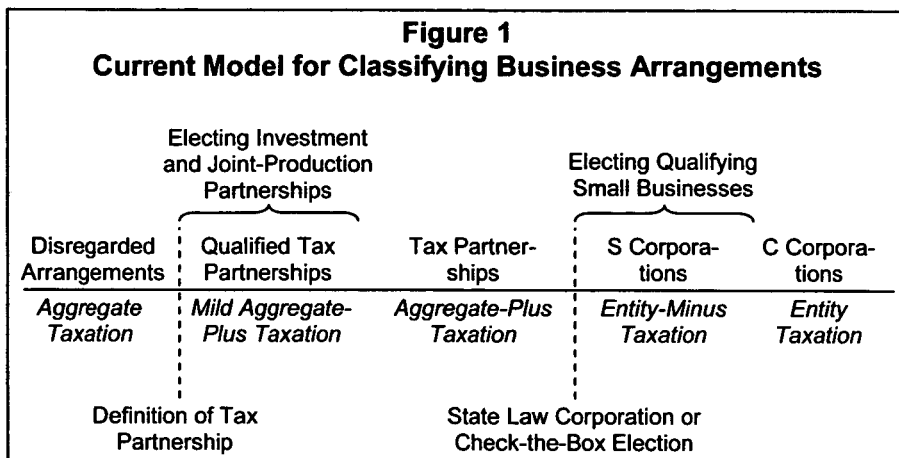 Figure 1
Current Model for Classifying Business Arrangements
Electing Investment
and Joint-Production
Partnerships
Electing Qualifying
Small Businesses
Disregarded
Arrangements
Qualified Tax
Partnerships
Tax Partner-
ships
S Corpora-
tions
C Corpora-
tions
Aggregate
Taxation
Mild Aggregate-
Plus Taxation
Aggregate-Plus
Taxation
Entity-Minus
Taxation
Entity
Taxation
Definition of Tax
Partnership
State Law Corporation or
Check-the-Box Election